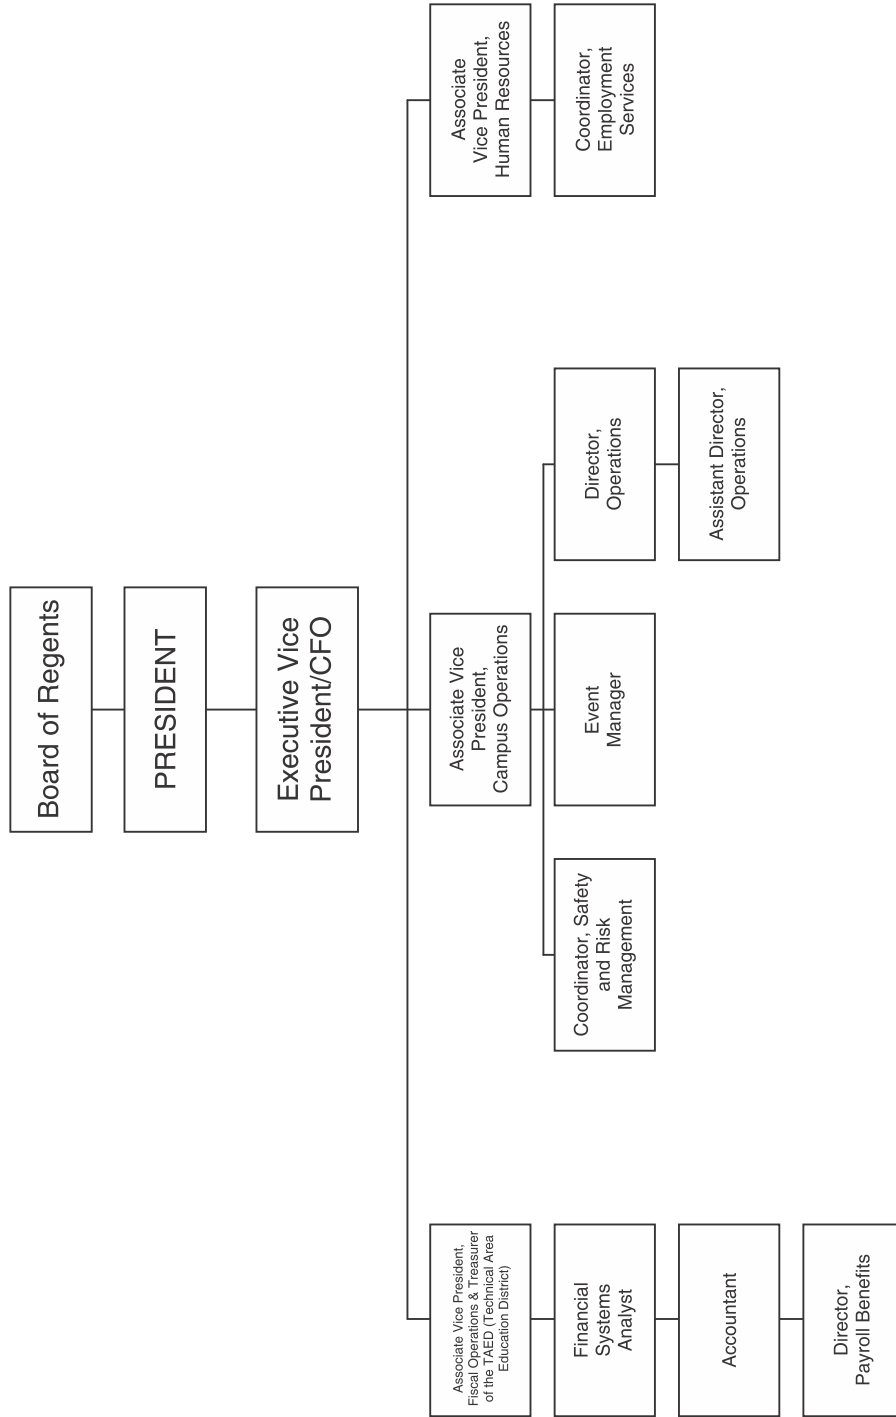 Board of Regents
PRESIDENT
Executive Vice
President/CFO
Associate Vice President,
Fiscal Operations & Treasurer
of the TAED (Technical Area
Education District)
Financial
Systems
Analyst
Accountant
Director,
Payroll Benefits
Associate Vice
President,
Campus Operations
Coordinator, Safety
and Risk
Management
Event
Manager
Director,
Operations
Assistant Director,
Operations
Associate
Vice President,
Human Resources
Coordinator,
Employment
Services